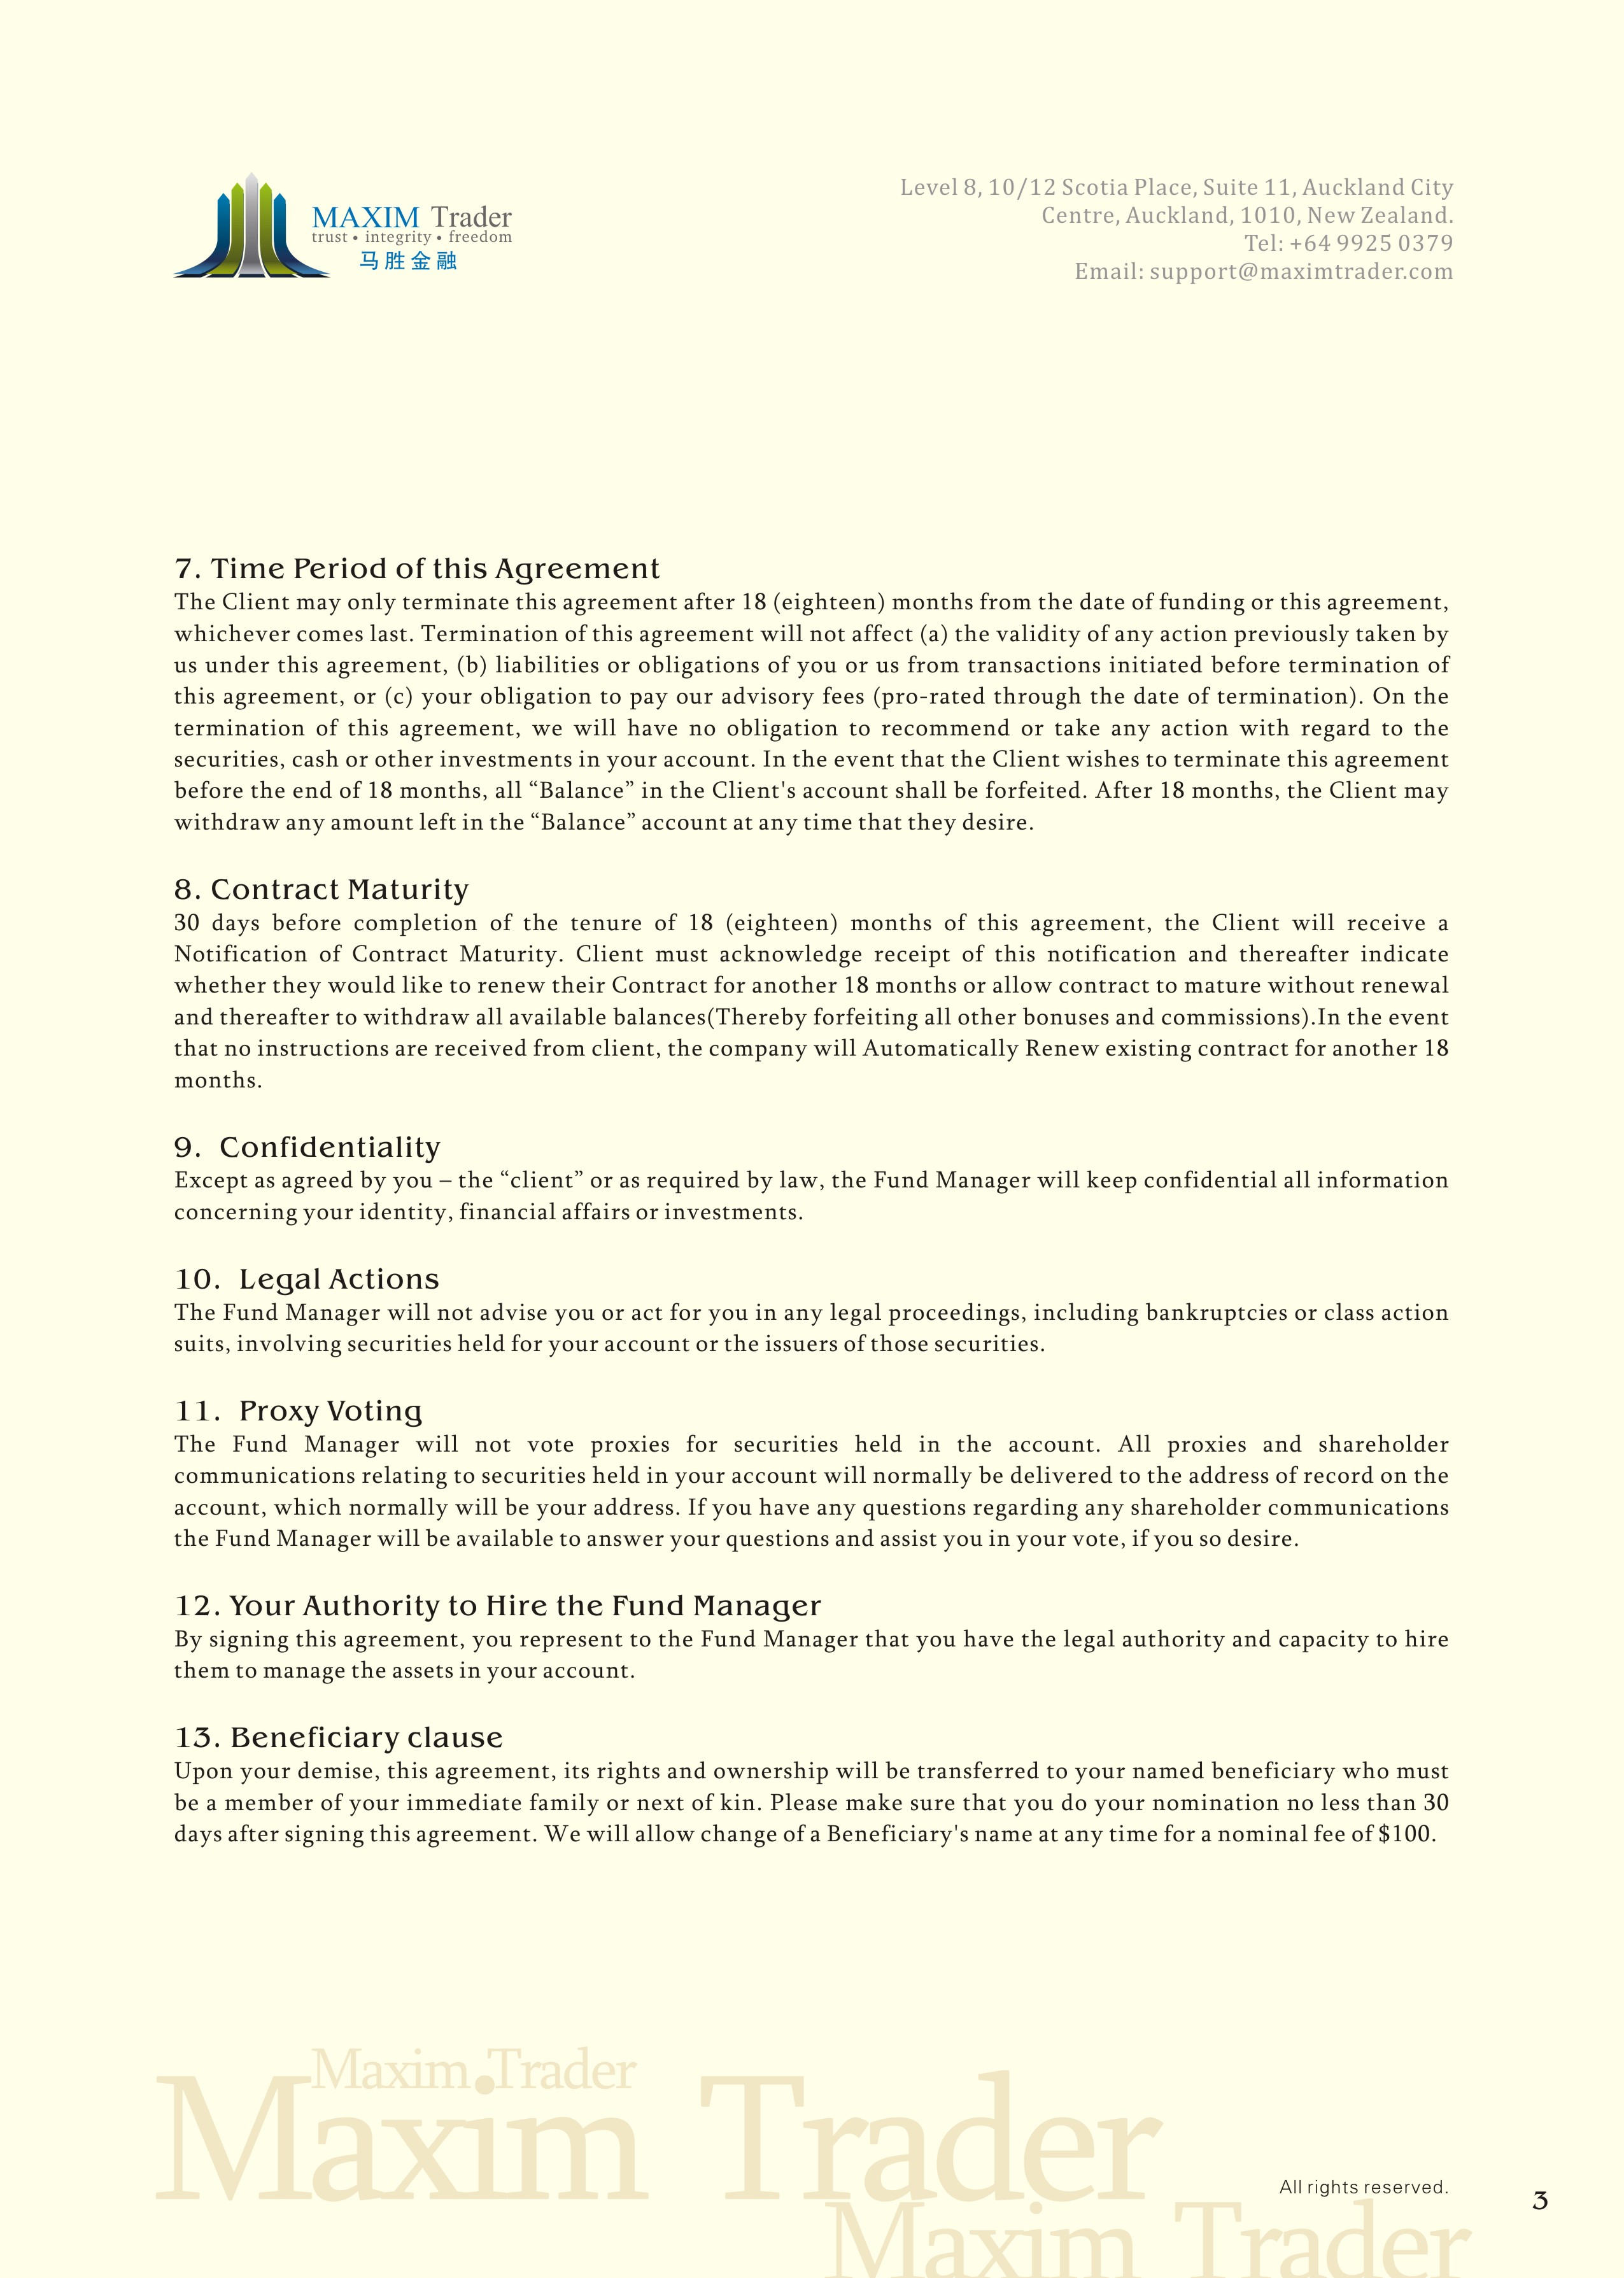 MAXIM Trader
trust • integrity • freedom
马胜金融
Level 8, 10/12 Scotia Place, Suite 11, Auckland City
Centre, Auckland, 1010, New Zealand.
Tel: +64 9925 0379
Email: support@maximtrader.com
7. Time Period of this Agreement
The Client may only terminate this agreement after 18 (eighteen) months from the date of funding or this agreement,
whichever comes last. Termination of this agreement will not affect (a) the validity of any action previously taken by
us under this agreement, (b) liabilities or obligations of you or us from transactions initiated before termination of
this agreement, or (c) your obligation to pay our advisory fees (pro-rated through the date of termination). On the
termination of this agreement, we will have no obligation to recommend or take any action with regard to the
securities, cash or other investments in your account. In the event that the Client wishes to terminate this agreement
before the end of 18 months, all “Balance” in the Client's account shall be forfeited. After 18 months, the Client may
withdraw any amount left in the “Balance” account at any time that they desire.
8. Contract Maturity
30 days before completion of the tenure of 18 (eighteen) months of this agreement, the Client will receive a
Notification of Contract Maturity. Client must acknowledge receipt of this notification and thereafter indicate
whether they would like to renew their Contract for another 18 months or allow contract to mature without renewal
and thereafter to withdraw all available balances(Thereby forfeiting all other bonuses and commissions).In the event
that no instructions are received from client, the company will Automatically Renew existing contract for another 18
months.
9. Confidentiality
Except as agreed by you – the “client” or as required by law, the Fund Manager will keep confidential all information
concerning your identity, financial affairs or investments.
10. Legal Actions
The Fund Manager will not advise you or act for you in any legal proceedings, including bankruptcies or class action
suits, involving securities held for your account or the issuers of those securities.
11. Proxy Voting
The Fund Manager will not vote proxies for securities held in the account. All proxies and shareholder
communications relating to securities held in your account will normally be delivered to the address of record on the
account, which normally will be your address. If you have any questions regarding any shareholder communications
the Fund Manager will be available to answer your questions and assist you in your vote, if you so desire.
12. Your Authority to Hire the Fund Manager
By signing this agreement, you represent to the Fund Manager that you have the legal authority and capacity to hire
them to manage the assets in your account.
13. Beneficiary clause
Upon your demise, this agreement, its rights and ownership will be transferred to your named beneficiary who must
be a member of your immediate family or next of kin. Please make sure that you do your nomination no less than 30
days after signing this agreement. We will allow change of a Beneficiary's name at any time for a nominal fee of $100.
Maxim Trader
Maxim Trader
All rights reserved.
3
Maxim Trader